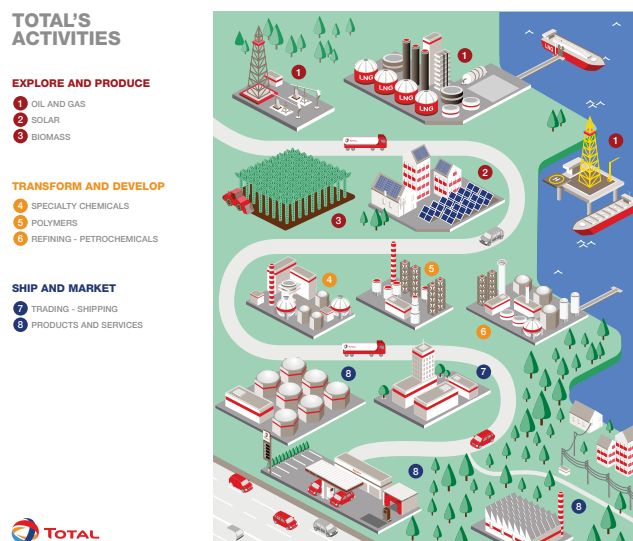 TOTAL'S
ACTIVITIES
EXPLORE AND PRODUCE
1 OIL AND GAS
2 SOLAR
3 BIOMASS
TRANSFORM AND DEVELOP
4 SPECIALTY CHEMICALS
5 POLYMERS
6 REFINING - PETROCHEMICALS
SHIP AND MARKET
7 TRADING - SHIPPING
8 PRODUCTS AND SERVICES
TOTAL
1
1
LNG
LNG
LNG
LNG
LNG
1
H
2
3
4
5
6
7
8
8
8